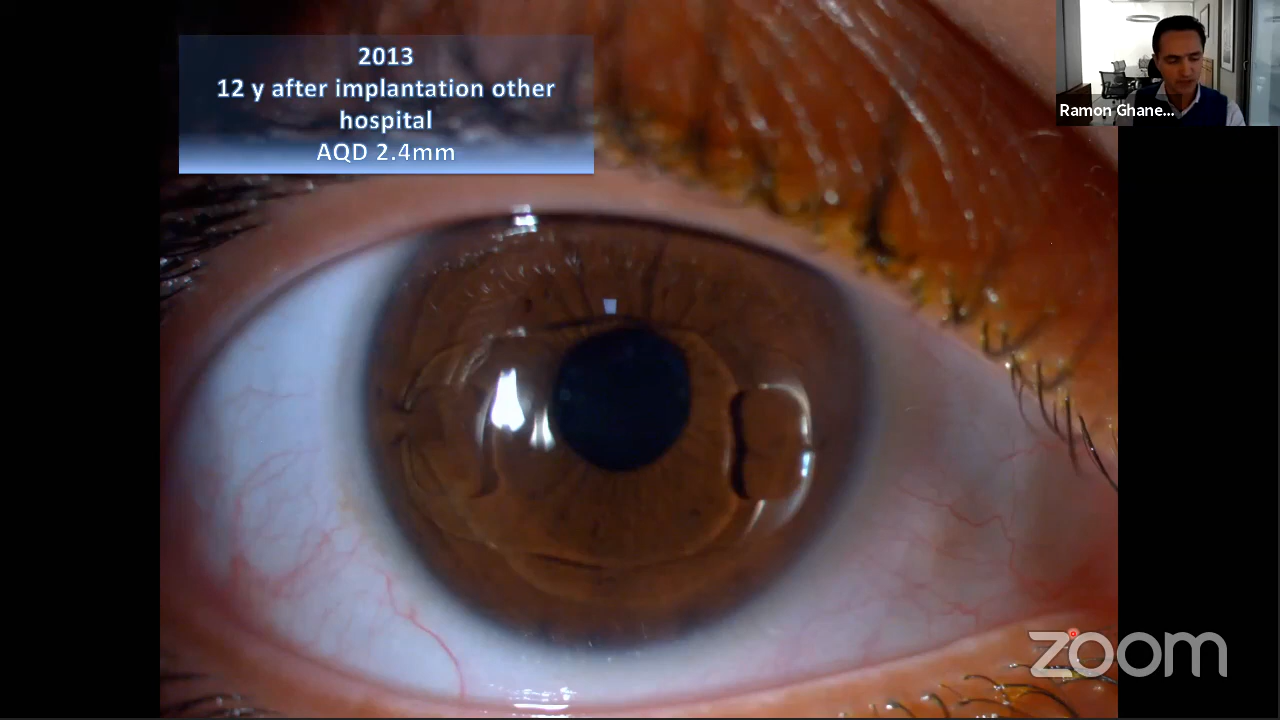 2013
12 y after implantation other
hospital
AQD 2.4mm
Ramon Ghane...
zoom